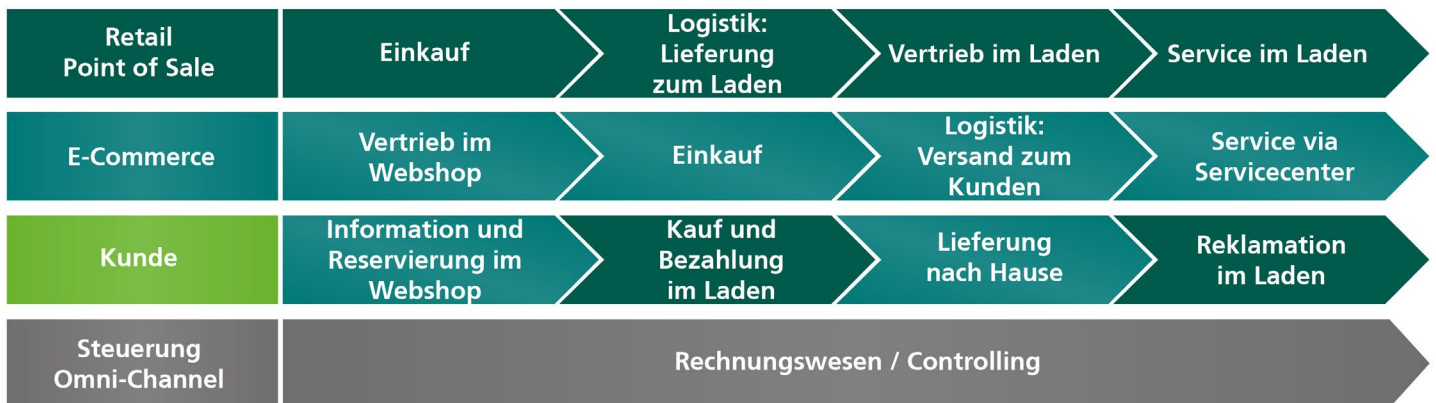 Retail
Point of Sale
Einkauf
Logistik:
Lieferung
zum Laden
Vertrieb im Laden
Service im Laden
E-Commerce
Vertrieb im
Webshop
Einkauf
Logistik:
Versand zum
Kunden
Service via
Servicecenter
Kunde
Information und
Reservierung im
Webshop
Kauf und
Bezahlung
im Laden
Lieferung
nach Hause
Reklamation
im Laden
Steuerung
Omni-Channel
Rechnungswesen / Controlling